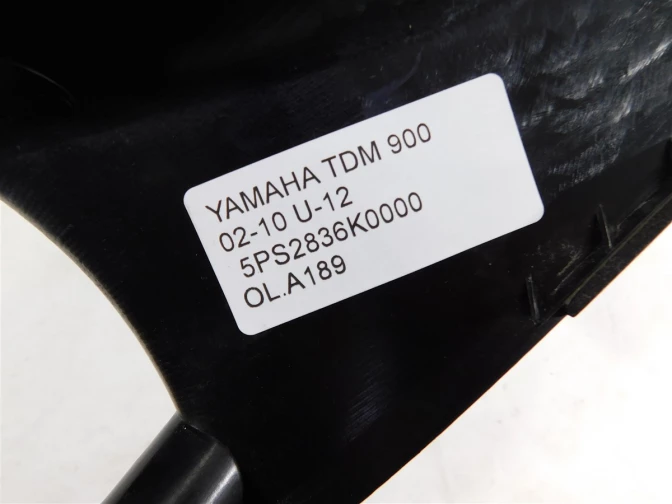 YAMAHA TDM 900
02-10 U-12
5PS2836K0000
OL.A189